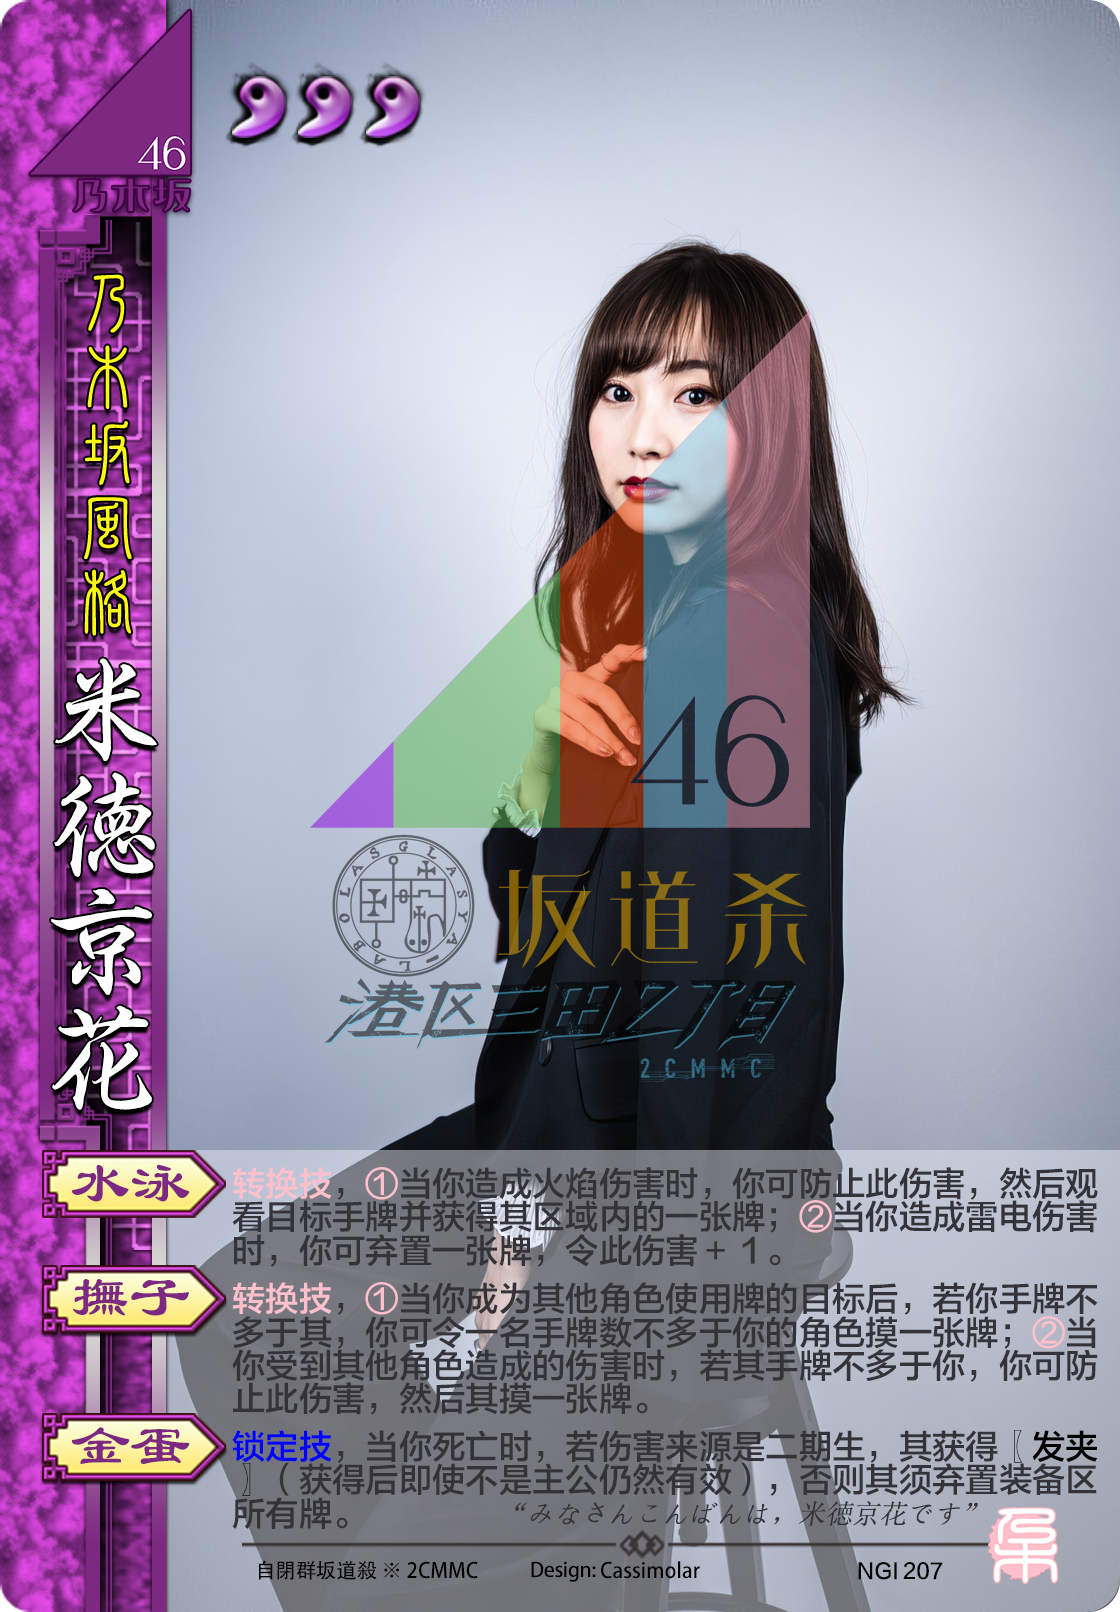 46
乃木坂
乃木坂風格
米徳京花
46
GLASYA LABOLAS
坂道杀
港区三田乙丁目
2CMMC
水泳
转换技，①当你造成火焰伤害时，你可防止此伤害，然后观
看目标手牌并获得其区域内的一张牌；②当你造成雷电伤害
时，你可弃置一张牌，令此伤害＋１。
撫子
转换技，①当你成为其他角色使用牌的目标后，若你手牌不
多于其，你可令一名手牌数不多于你的角色摸一张牌；②当
你受到其他角色造成的伤害时，若其手牌不多于你，你可防
止此伤害，然后其摸一张牌。
金蛋
锁定技，当你死亡时，若伤害来源是二期生，其获得〖发夹
〗（获得后即使不是主公仍然有效），否则其须弃置装备区
所有牌。
“みなさんこんばんは，米徳京花です”
自閉群坂道殺 ※ 2CMMC
Design: Cassimolar
NGI 207